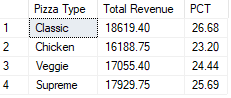 Pizza Type Total Revenue PCT
1 Classic 18619.40 26.68
2 Chicken 16188.75 23.20
3 Veggie 17055.40 24.44
4 Supreme 17929.75 25.69